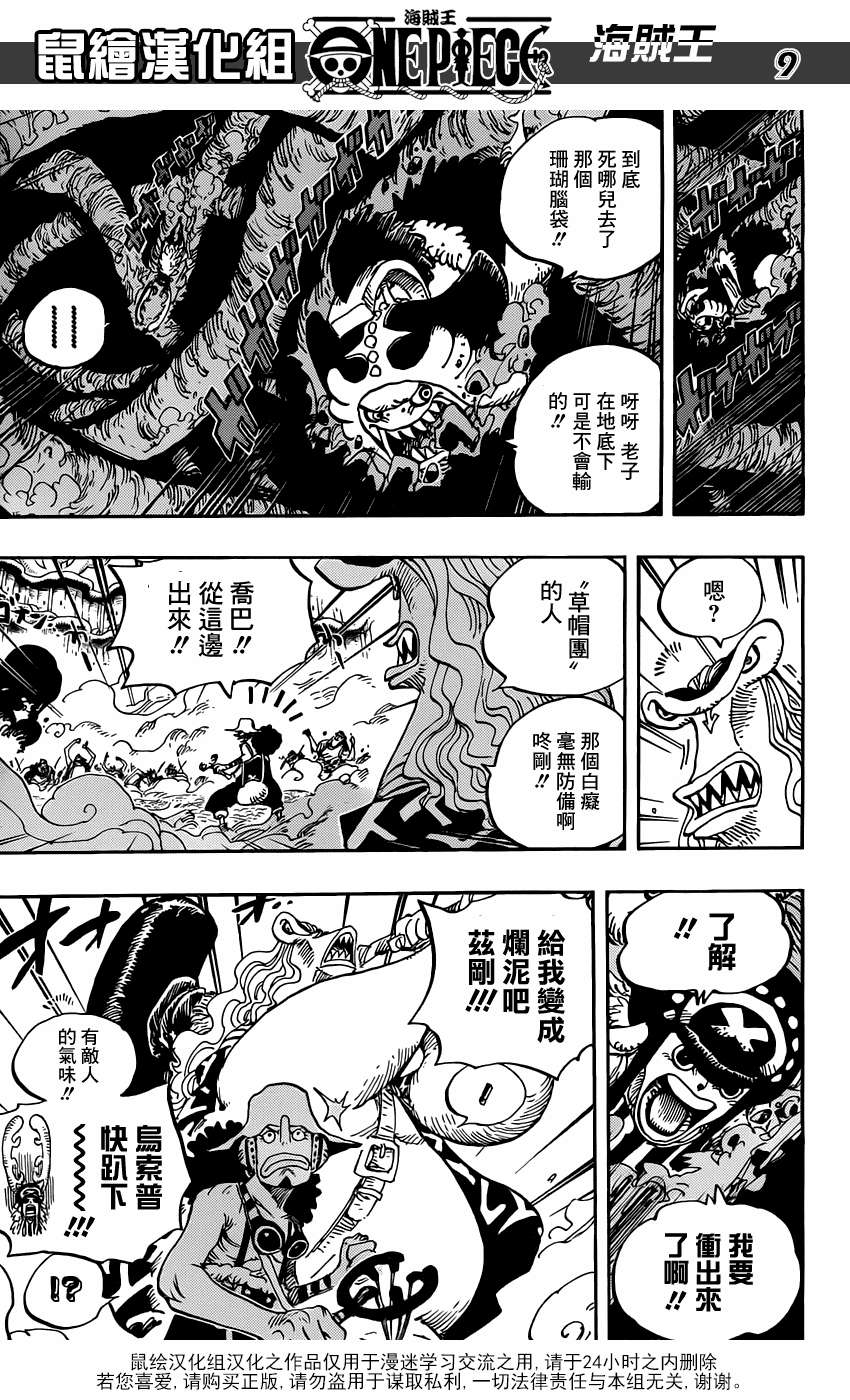 鼠繪漢化組
海賊王
ONE PIECE
海賊王
9
到底
死哪兒去了
那個
珊瑚腦袋!!
呀呀 老子
在地底下
可是不會輸
的!!
嗯?
“草帽團”
的人
那個白癡
毫無防備啊
咚剛!!
喬巴!!
從這邊
出來!!
了解
!!
我要
衝出來
了啊!!
給我變成
爛泥吧
茲剛!!!
!
有敵人
的氣味!!
烏索普
快趴下
!!!
!?
鼠绘汉化组汉化之作品仅用于漫迷学习交流之用, 请于24小时之内删除
若您喜爱, 请购买正版, 请勿盗用于谋取私利, 一切法律责任与本组无关, 谢谢。